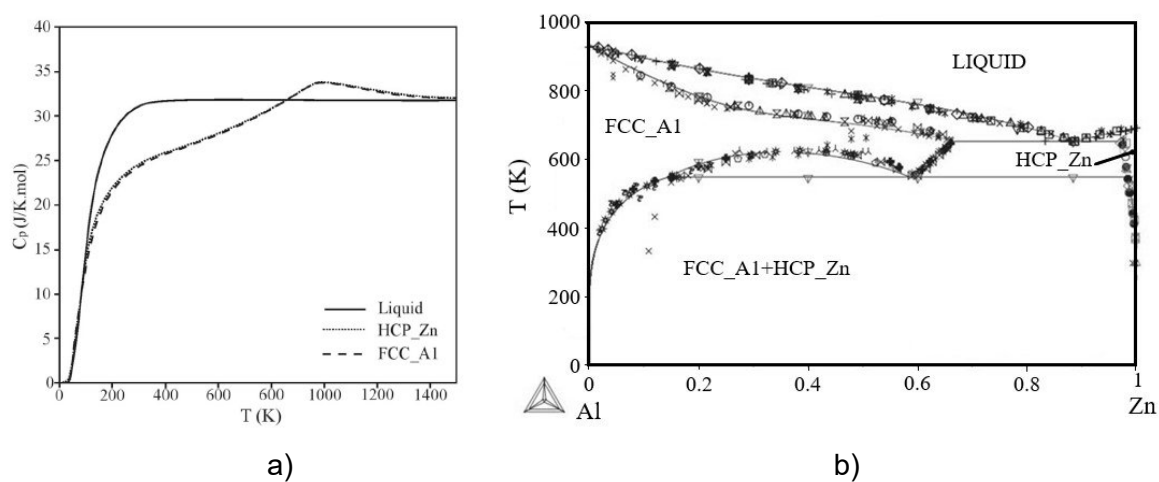 40
35
30
25
20
15
10
5
0
Cp (J/K.mol)
Liquid
HCP_Zn
FCC_A1
0 200 400 600 800 1000 1200 1400
T (K)
a)
1000
800
600
400
200
0
T (K)
LIQUID
FCC_A1
HCP_Zn
FCC_A1+HCP_Zn
0 0.2 0.4 0.6 0.8 1
Al Zn
b)